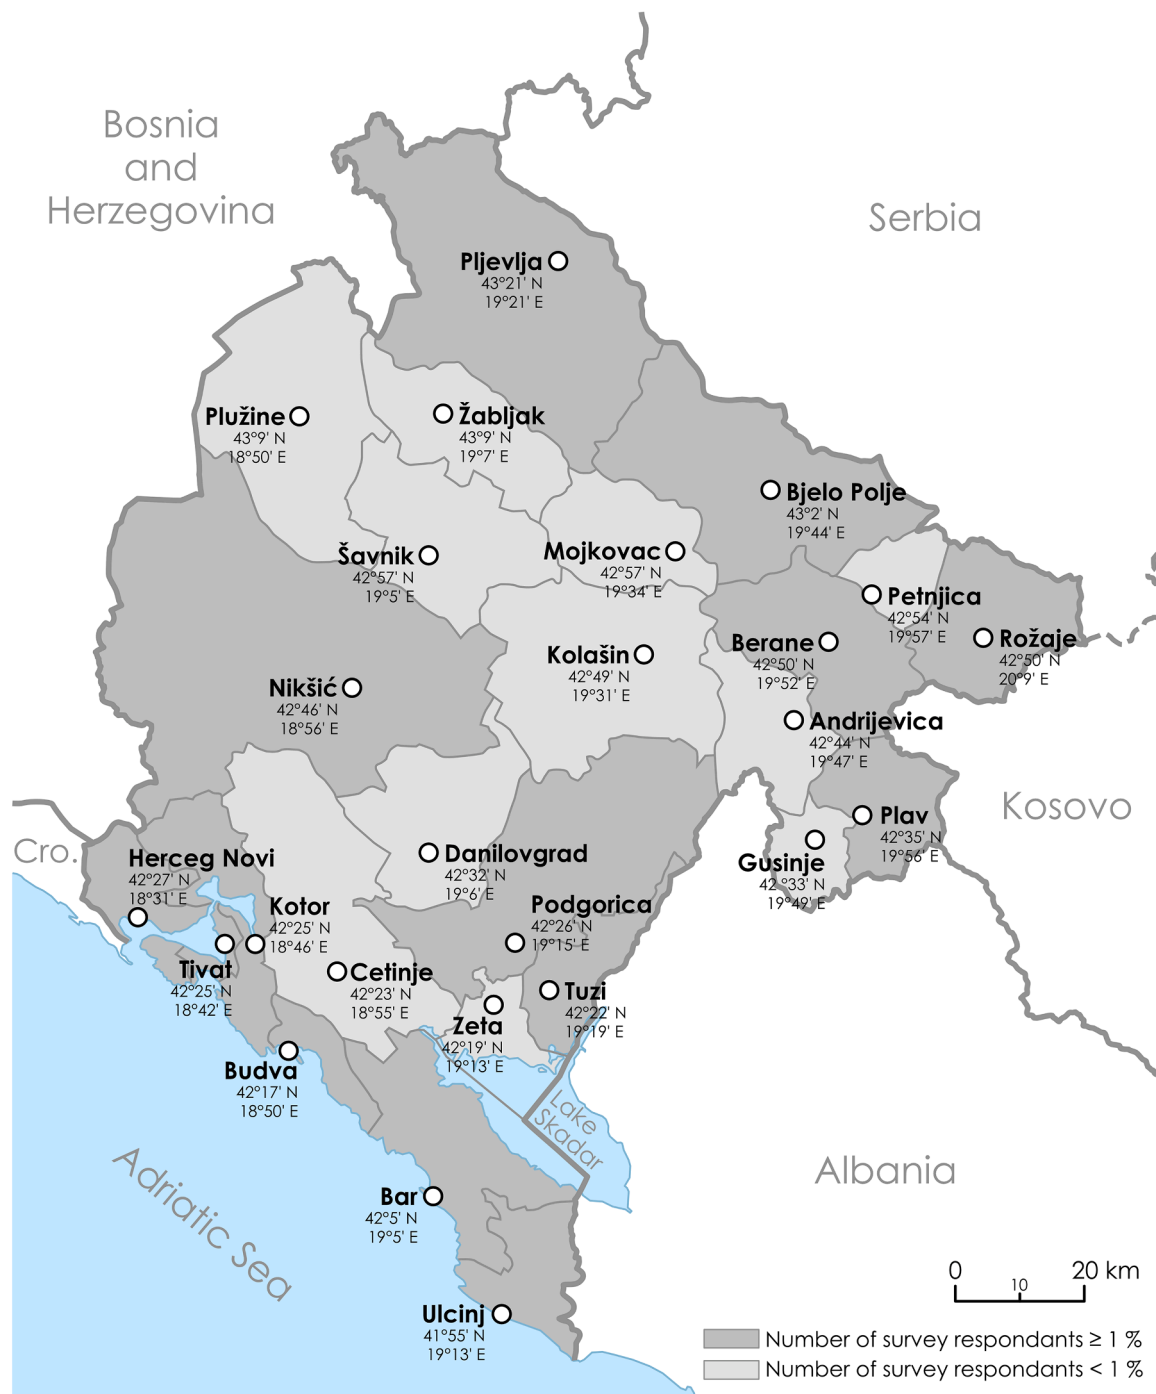 Bosnia
and
Herzegovina
Serbia
Pljevlja
43°21' N
19°21' E
Plužine
43°9' N
18°50' E
Žabljak
43°9' N
19°7' E
Bjelo Polje
43°2' N
19°44' E
Šavnik
42°57' N
19°5' E
Mojkovac
42°57' N
19°34' E
Petnjica
42°54' N
19°57' E
Berane
42°50' N
19°52' E
Rožaje
42°50' N
20°9' E
Kolašin
42°49' N
19°31' E
Nikšić
42°46' N
18°56' E
Andrijevica
42°44' N
19°47' E
Kosovo
Plav
42°35' N
19°56' E
Gusinje
42 °33' N
19°49' E
Cro.
Herceg Novi
42°27' N
18°31' E
Danilovgrad
42°32' N
19°6' E
Kotor
42°25' N
18°46' E
Podgorica
42°26' N
19°15' E
Tivat
42°25' N
18°42' E
Cetinje
42°23' N
18°55' E
Tuzi
42°22' N
19°19' E
Zeta
42°19' N
19°13' E
Budva
42°17' N
18°50' E
Lake
Skadar
Albania
Adriatic Sea
Bar
42°5' N
19°5' E
Ulcinj
41°55' N
19°13' E
0 10 20 km
Number of survey respondants ≥ 1 %
Number of survey respondants < 1 %